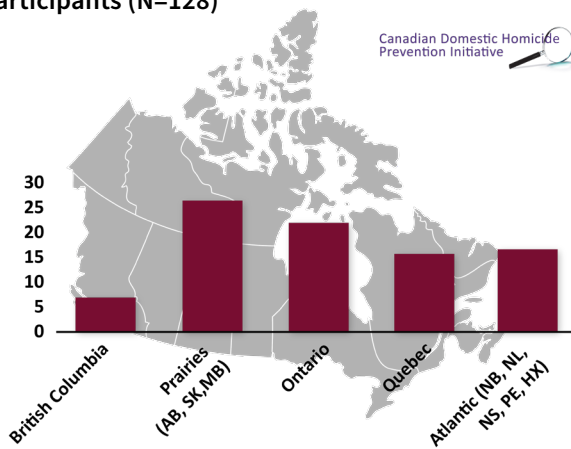 articipants (N=128)
Canadian Domestic Homicide
Prevention Initiative
30
25
20
15
10
5
0
British Columbia
Prairies
(AB, SK,MB)
Ontario
Quebec
Atlantic (NB, NL,
NS, PE, HX)